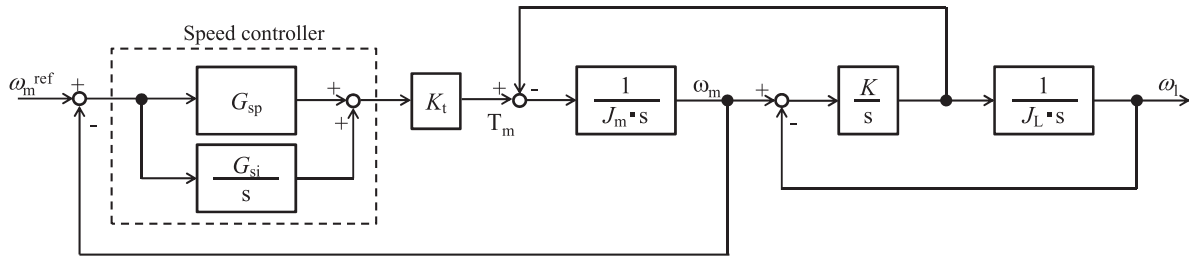 Speed controller
ω_m^ref
+
-
G_sp
G_si
s
+
+
K_t
+
-
T_m
1
J_m·s
ω_m
+
-
K
s
1
J_L·s
ω_l